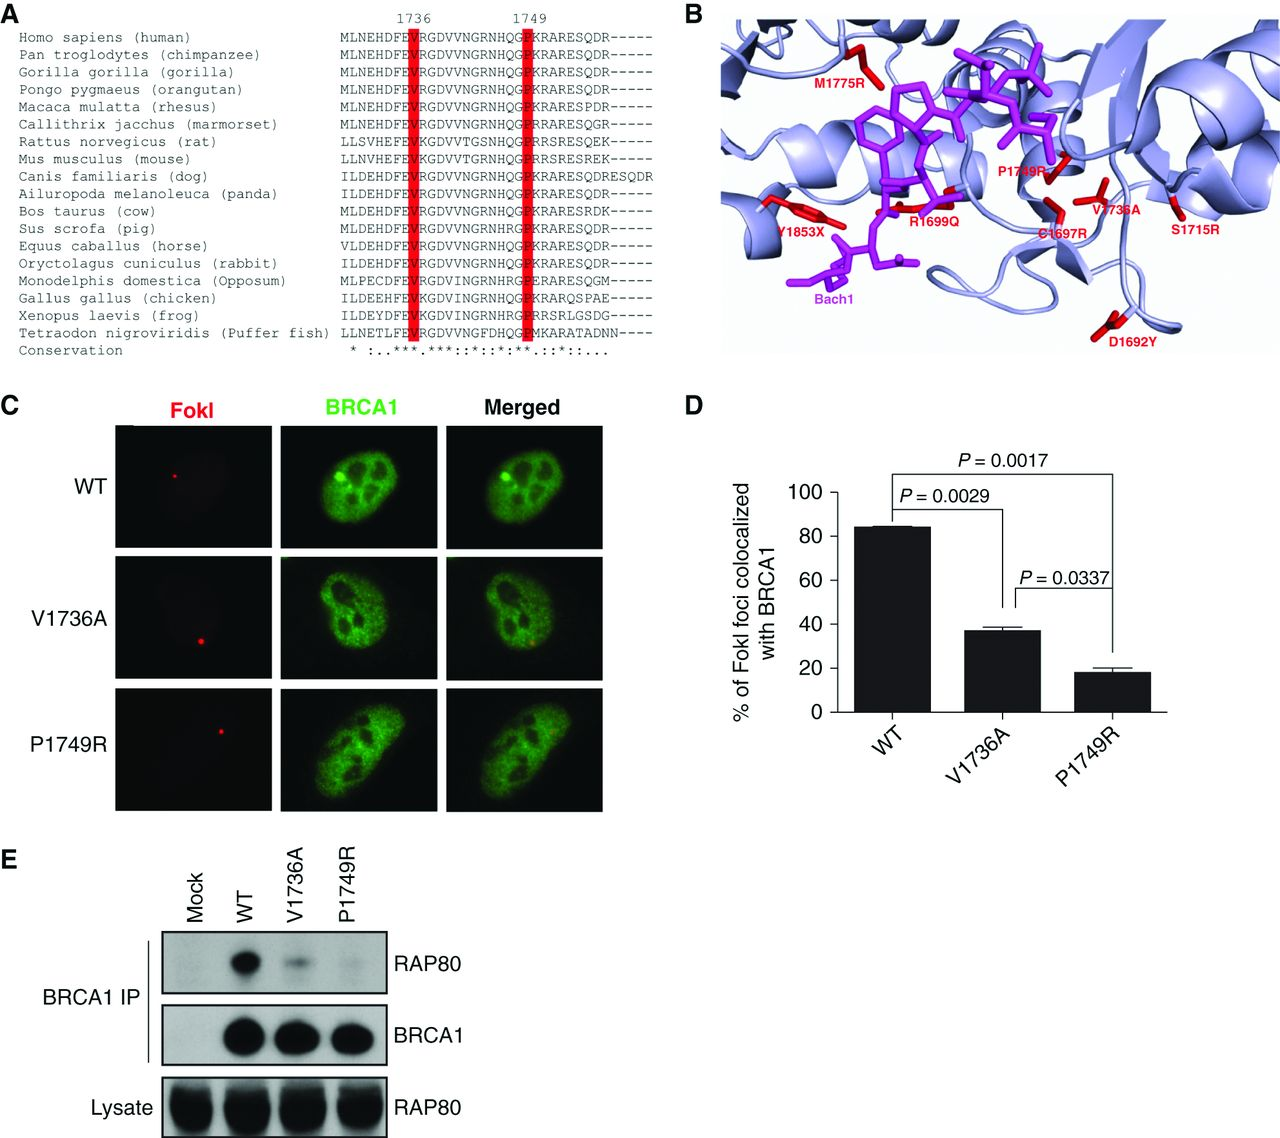 A
1736 1749
Homo sapiens (human) MLNEHDFEVRGDVVNGRNHQGPKRARESQDR-----
Pan troglodytes (chimpanzee) MLNEHDFEVRGDVVNGRNHQGPKRARESQDR-----
Gorilla gorilla (gorilla) MLNEHDFEVRGDVVNGRNHQGPKRARESQDR-----
Pongo pygmaeus (orangutan) MLNEHDFEVRGDVVNGRNHQGPKRARESQDR-----
Macaca mulatta (rhesus) MLNEHDFEVRGDVVNGRNHQGPKRARESPDR-----
Callithrix jacchus (marmorset) MLNEHDFEVRGDVVNGRNHQGPRRARESQGR-----
Rattus norvegicus (rat) LLSVHEFEVKGDVVTGSNHQGPRRSRESQEK-----
Mus musculus (mouse) LLNVHEFEVKGDVVTGRNHQGPRRSRESREK-----
Canis familiaris (dog) ILDEHDFEVRGDVVNGRNHQGPKRARESRDRESQDR
Ailuropoda melanoleuca (panda) ILDEHDFEVRGDVVNGRNHQGPKRARESQDR-----
Bos taurus (cow) MLDEHDFEVRGDVVNGRNHQGPKRARESRDK-----
Sus scrofa (pig) MLDEHDFEVRGDVVNGRNHQGPKRARESRDR-----
Equus caballus (horse) VLDEHDFEVRGDVVNGRNHQGPKRARESQDR-----
Oryctolagus cuniculus (rabbit) ILDEHDFEVRGDVVNGRNHQGPKRARESQDR-----
Monodelphis domestica (Opposum) MLPECDFEVRGDVINGRNHRGPERARESQGM-----
Gallus gallus (chicken) ILDEEHFEVKGDVINGRNHQGPKRARQSPAE-----
Xenopus laevis (frog) ILDEYDFEVRGDVINGRNHRGPRRSRLSGDG-----
Tetraodon nigroviridis (Puffer fish) LLNETLFEVRGDVVNGFDHQGPMKARATADNN----
Conservation * :..***.***:*:**.::*::...
B
M1775R
P1749R
V1736A
Y1853X
R1699Q
C1697R
S1715R
Bach1
D1692Y
C
FokI BRCA1 Merged
WT
V1736A
P1749R
D
P = 0.0017
P = 0.0029
P = 0.0337
% of FokI foci colocalized
with BRCA1
100
80
60
40
20
0
WT V1736A P1749R
E
Mock WT V1736A P1749R
BRCA1 IP
RAP80
BRCA1
Lysate RAP80